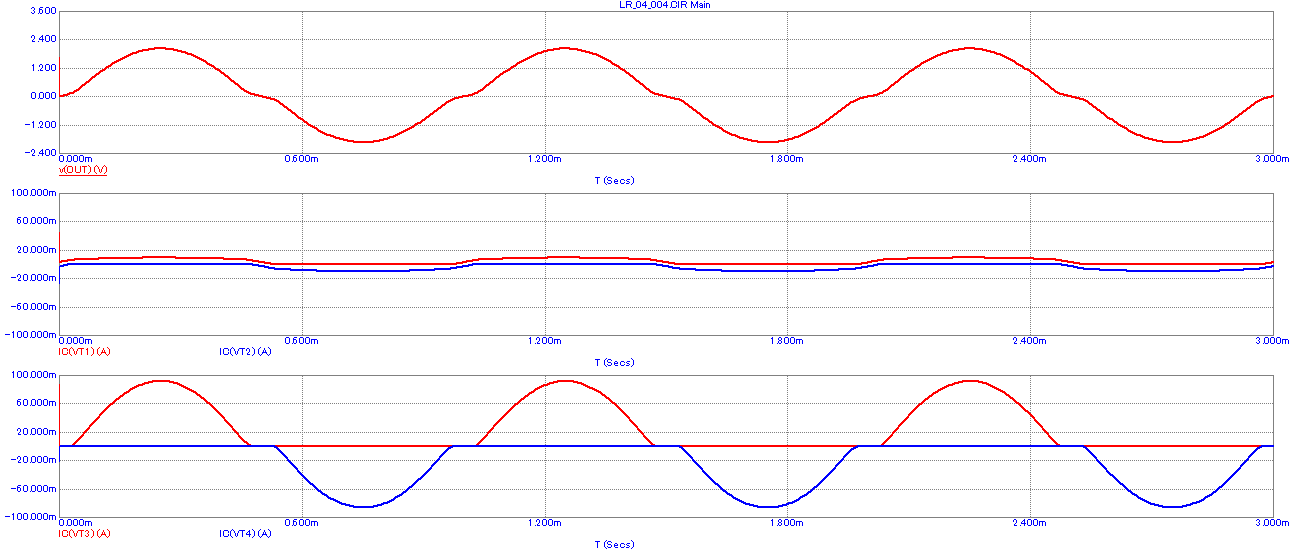 LR_04_004.CIR Main
3.600
2.400
1.200
0.000
-1.200
-2.400
0.000m 0.600m 1.200m 1.800m 2.400m 3.000m
v(OUT) (V)
T (Secs)
100.000m
60.000m
20.000m
-20.000m
-60.000m
-100.000m
0.000m 0.600m 1.200m 1.800m 2.400m 3.000m
IC(VT1) (A) IC(VT2) (A)
T (Secs)
100.000m
60.000m
20.000m
-20.000m
-60.000m
-100.000m
0.000m 0.600m 1.200m 1.800m 2.400m 3.000m
IC(VT3) (A) IC(VT4) (A)
T (Secs)